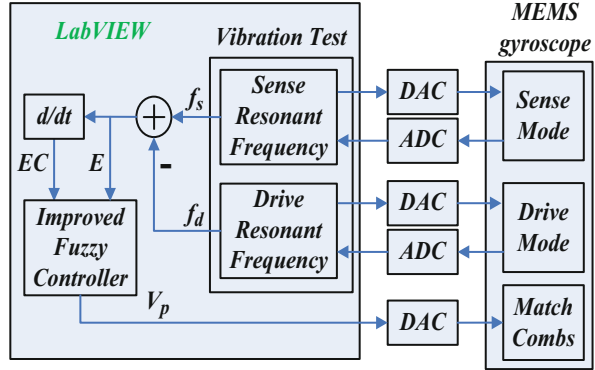 LabVIEW
Vibration Test
MEMS
gyroscope
d/dt
+
fs
Sense
Resonant
Frequency
DAC
ADC
Sense
Mode
EC
E
-
Improved
Fuzzy
Controller
fd
Drive
Resonant
Frequency
DAC
ADC
Drive
Mode
Vp
DAC
Match
Combs